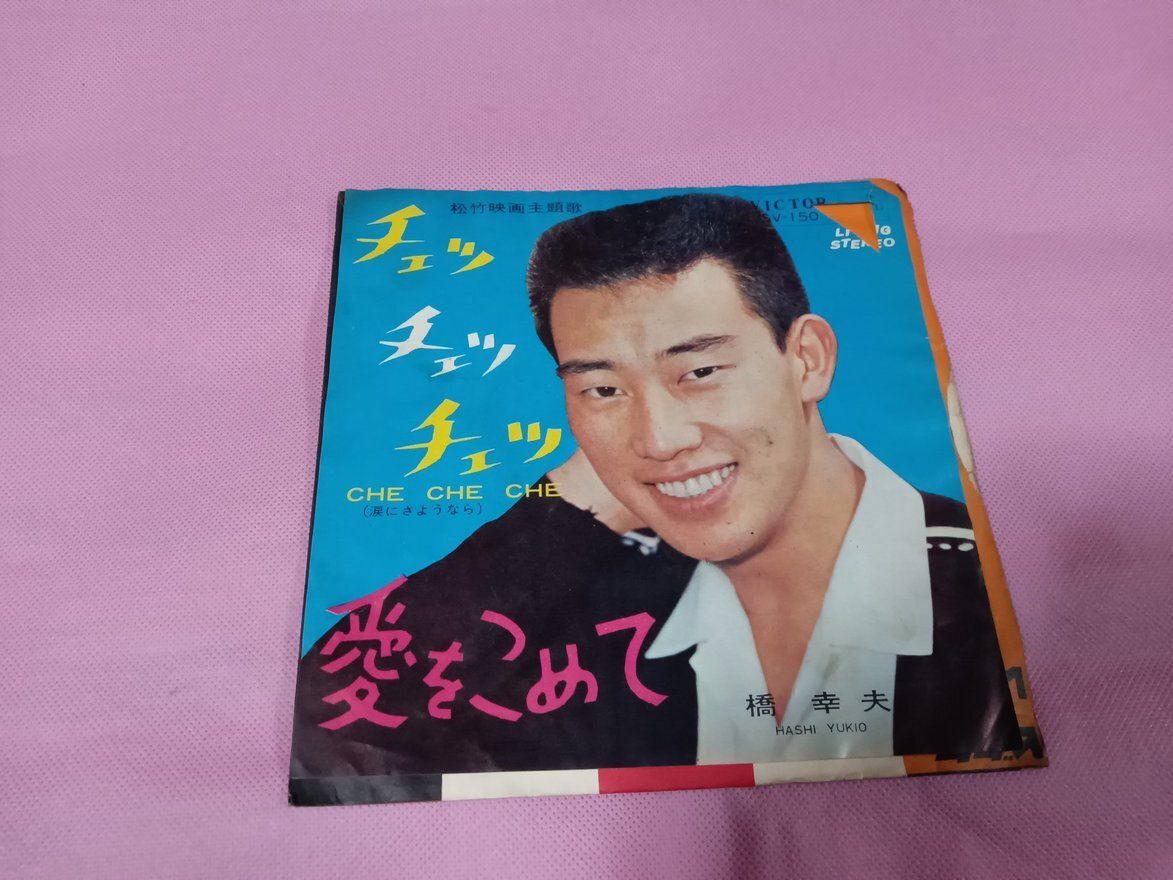 松竹映画主題歌
VICTOR
SV-150
STEREO
チェッ
チェッ
チェッ
CHE CHE CHE
(涙にさようなら)
愛をこめて
橋 幸夫
HASHI YUKIO